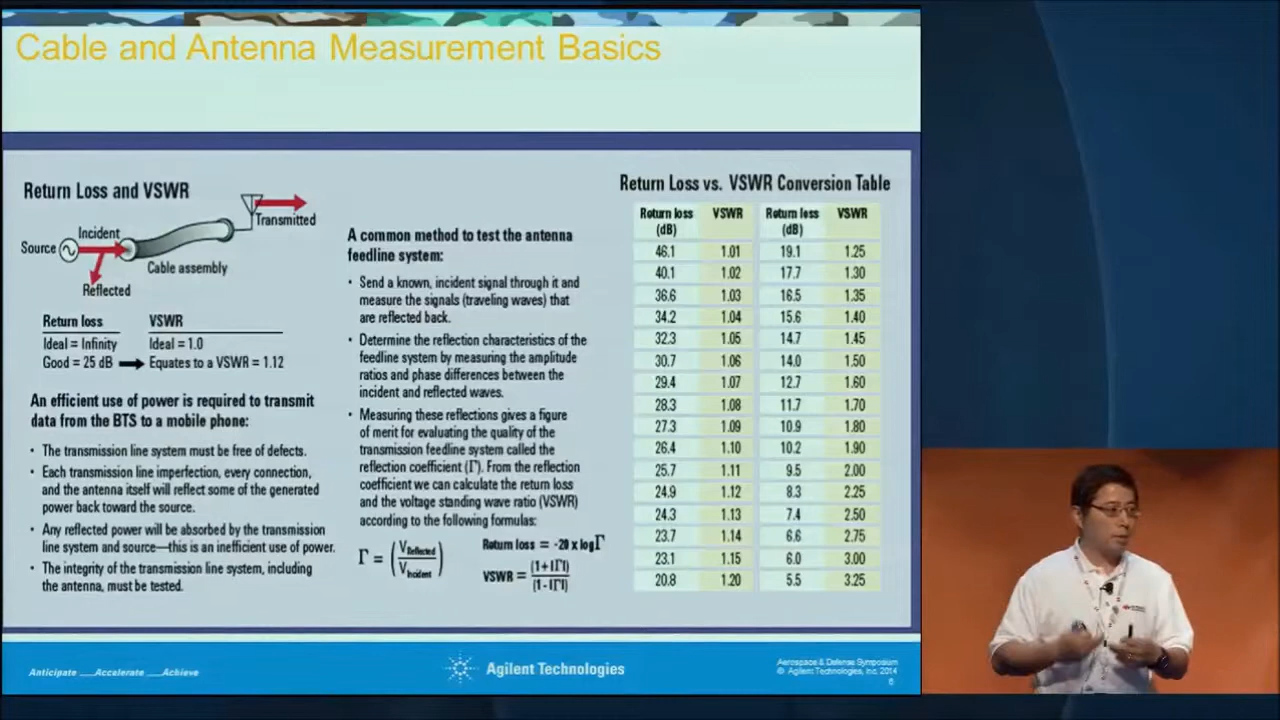 Cable and Antenna Measurement Basics
Return Loss and VSWR
Transmitted
Incident
Source
Cable assembly
Reflected
Return loss VSWR
Ideal = Infinity Ideal = 1.0
Good = 25 dB Equates to a VSWR = 1.12
An efficient use of power is required to transmit
data from the BTS to a mobile phone:
• The transmission line system must be free of defects.
• Each transmission line imperfection, every connection,
and the antenna itself will reflect some of the generated
power back toward the source.
• Any reflected power will be absorbed by the transmission
line system and source—this is an inefficient use of power.
• The integrity of the transmission line system, including
the antenna, must be tested.
A common method to test the antenna
feedline system:
• Send a known, incident signal through it and
measure the signals (traveling waves) that
are reflected back.
• Determine the reflection characteristics of the
feedline system by measuring the amplitude
ratios and phase differences between the
incident and reflected waves.
• Measuring these reflections gives a figure
of merit for evaluating the quality of the
transmission feedline system called the
reflection coefficient (Γ). From the reflection
coefficient we can calculate the return loss
and the voltage standing wave ratio (VSWR)
according to the following formulas:
Γ = (V Reflected / V Incident)
Return loss = -20 x log Γ
VSWR = (1+|Γ|) / (1-|Γ|)
Return Loss vs. VSWR Conversion Table
Return loss (dB) VSWR Return loss (dB) VSWR
46.1 1.01 19.1 1.25
40.1 1.02 17.7 1.30
36.6 1.03 16.5 1.35
34.2 1.04 15.6 1.40
32.3 1.05 14.7 1.45
30.7 1.06 14.0 1.50
29.4 1.07 12.7 1.60
28.3 1.08 11.7 1.70
27.3 1.09 10.9 1.80
26.4 1.10 10.2 1.90
25.7 1.11 9.5 2.00
24.9 1.12 8.3 2.25
24.3 1.13 7.4 2.50
23.7 1.14 6.6 2.75
23.1 1.15 6.0 3.00
20.8 1.20 5.5 3.25
Anticipate __Accelerate __Achieve
Agilent Technologies
Aerospace & Defense Symposium
© Agilent Technologies, Inc. 2014
6